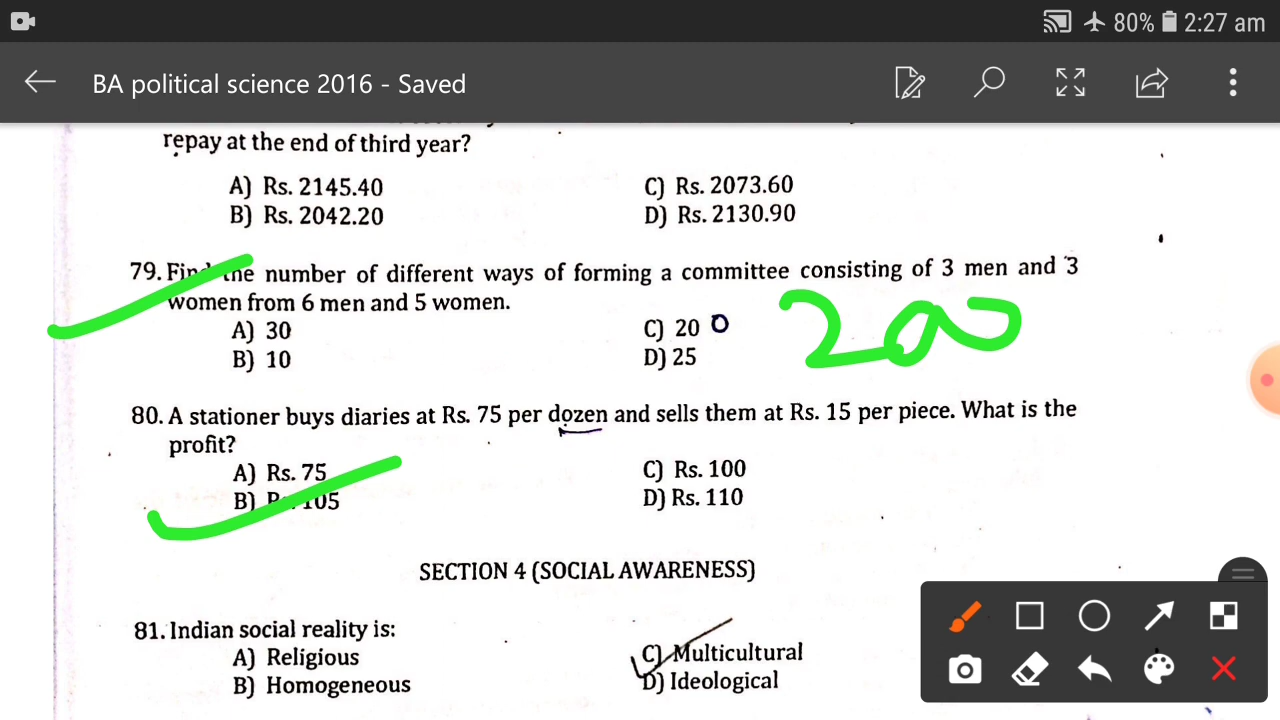 80% 2:27 am
BA political science 2016 - Saved
repay at the end of third year?
A) Rs. 2145.40
C) Rs. 2073.60
B) Rs. 2042.20
D) Rs. 2130.90
79. Find the number of different ways of forming a committee consisting of 3 men and 3
women from 6 men and 5 women.
A) 30
C) 20 0
200
B) 10
D) 25
80. A stationer buys diaries at Rs. 75 per dozen and sells them at Rs. 15 per piece. What is the
profit?
A) Rs. 75
C) Rs. 100
B) Rs. 105
D) Rs. 110
SECTION 4 (SOCIAL AWARENESS)
81. Indian social reality is:
A) Religious
C) Multicultural
B) Homogeneous
D) Ideological